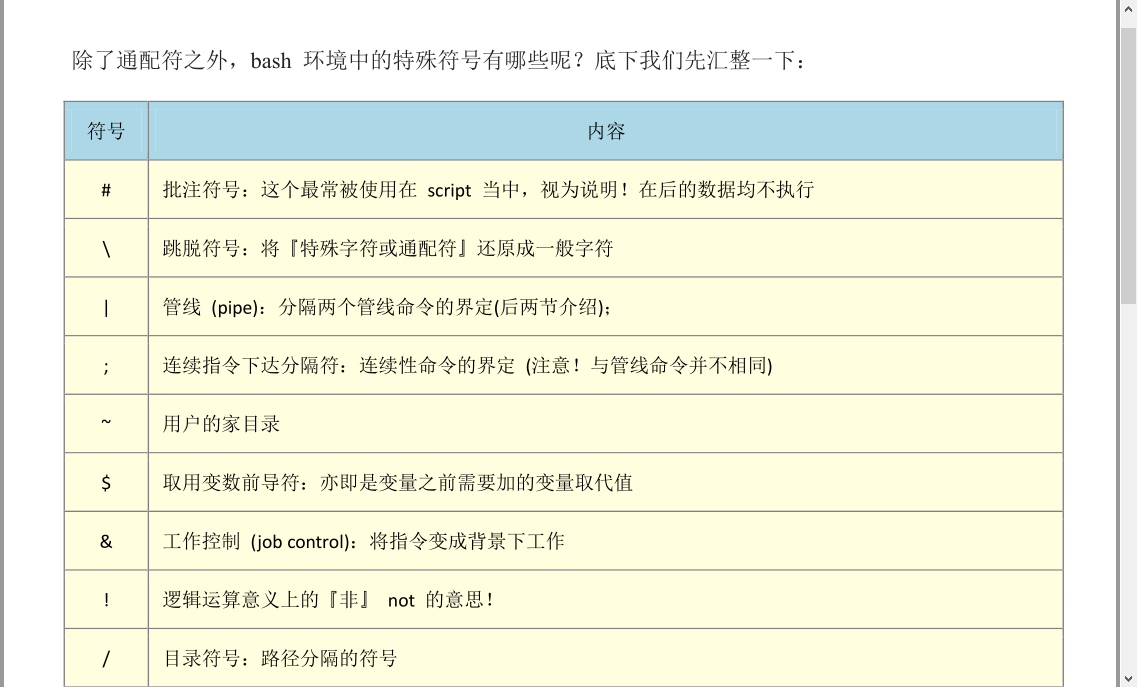 除了通配符之外，bash 环境中的特殊符号有哪些呢？底下我们先汇整一下：
符号 内容
# 批注符号：这个最常被使用在 script 当中，视为说明！在后的数据均不执行
\ 跳脱符号：将『特殊字符或通配符』还原成一般字符
| 管线 (pipe)：分隔两个管线命令的界定(后两节介绍);
; 连续指令下达分隔符：连续性命令的界定 (注意！与管线命令并不相同)
~ 用户的家目录
$ 取用变数前导符：亦即是变量之前需要加的变量取代值
& 工作控制 (job control)：将指令变成背景下工作
! 逻辑运算意义上的『非』 not 的意思！
/ 目录符号：路径分隔的符号